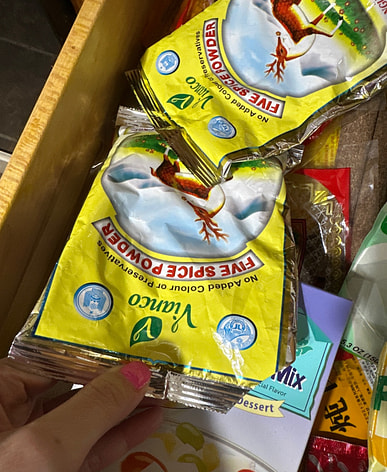 Vianco
No Added Colour or Preservatives
FIVE SPICE POWDER
Vianco
No Added Colour or Preservatives
FIVE SPICE POWDER
Mix
Dessert